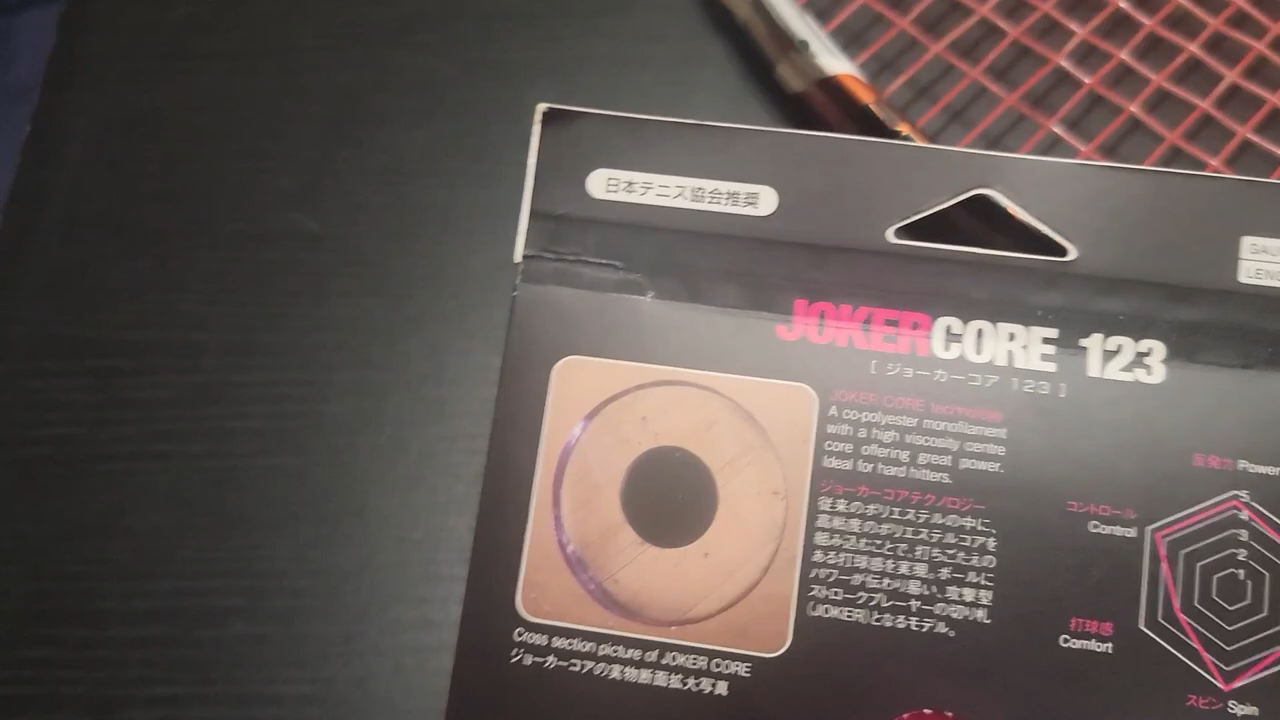 日本テニス協会推奨
GAU
LENG
JOKERCORE 123
[ ジョーカーコア 123 ]
JOKER CORE technology
A co-polyester monofilament
with a high viscosity centre
core offering great power.
Ideal for hard hitters.
ジョーカーコアテクノロジー
従来のポリエステルの中に、
高粘度のポリエステルコアを
組み込むことで、打ちごたえの
ある打球感を実現。ボールに
パワーが伝わり易い、攻撃型
ストロークプレーヤーの切り札
(JOKER)となるモデル。
Cross section picture of JOKER CORE
ジョーカーコアの実物断面拡大写真
反発力 Power
5
4
3
2
1
コントロール
Control
打球感
Comfort
スピン Spin